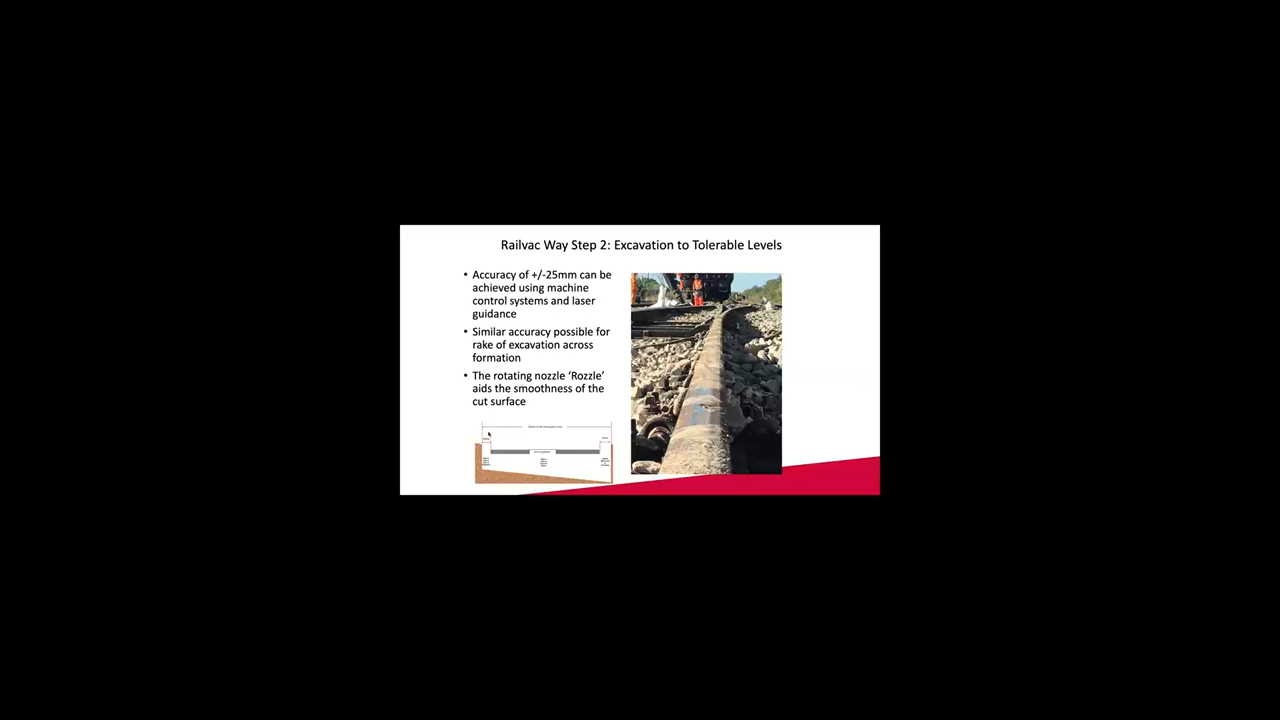 Railvac Way Step 2: Excavation to Tolerable Levels
• Accuracy of +/-25mm can be
achieved using machine
control systems and laser
guidance
• Similar accuracy possible for
rake of excavation across
formation
• The rotating nozzle ‘Rozzle’
aids the smoothness of the
cut surface